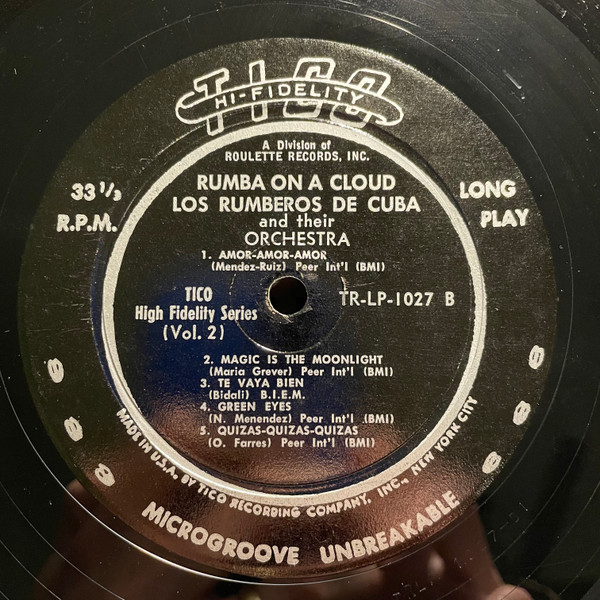 TICO
HI-FIDELITY
A Division of
ROULETTE RECORDS, INC.
33 1/3
R.P.M.
LONG
PLAY
RUMBA ON A CLOUD
LOS RUMBEROS DE CUBA
and their
ORCHESTRA
1. AMOR-AMOR-AMOR
(Mendez-Ruiz) Peer Int'l (BMI)
TICO
High Fidelity Series
(Vol. 2)
TR-LP-1027 B
2. MAGIC IS THE MOONLIGHT
(Maria Grever) Peer Int'l (BMI)
3. TE VAYA BIEN
(Bidali) B.I.E.M.
4. GREEN EYES
(N. Menendez) Peer Int'l (BMI)
5. QUIZAS-QUIZAS-QUIZAS
(O. Farres) Peer Int'l (BMI)
MADE IN U.S.A. BY TICO RECORDING COMPANY, INC., NEW YORK CITY
MICROGROOVE UNBREAKABLE